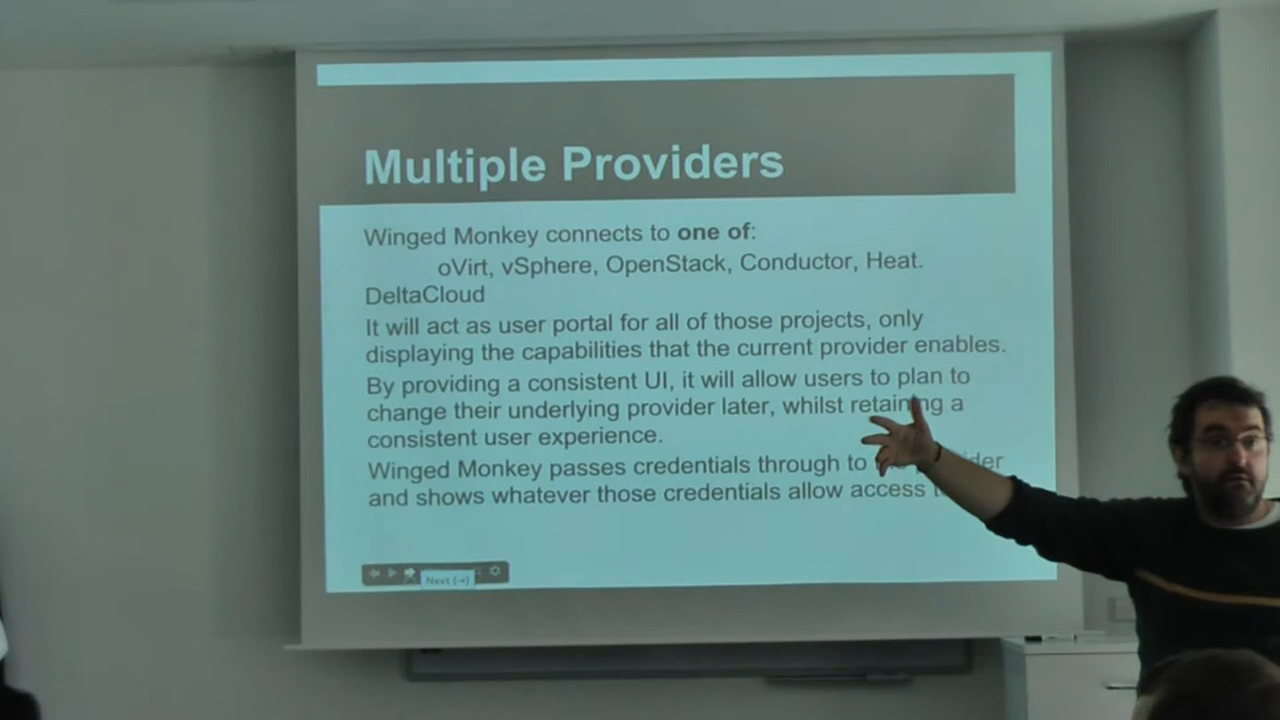 Multiple Providers
Winged Monkey connects to one of:
oVirt, vSphere, OpenStack, Conductor, Heat.
DeltaCloud
It will act as user portal for all of those projects, only
displaying the capabilities that the current provider enables.
By providing a consistent UI, it will allow users to plan to
change their underlying provider later, whilst retaining a
consistent user experience.
Winged Monkey passes credentials through to
and shows whatever those credentials allow access
Next (→)